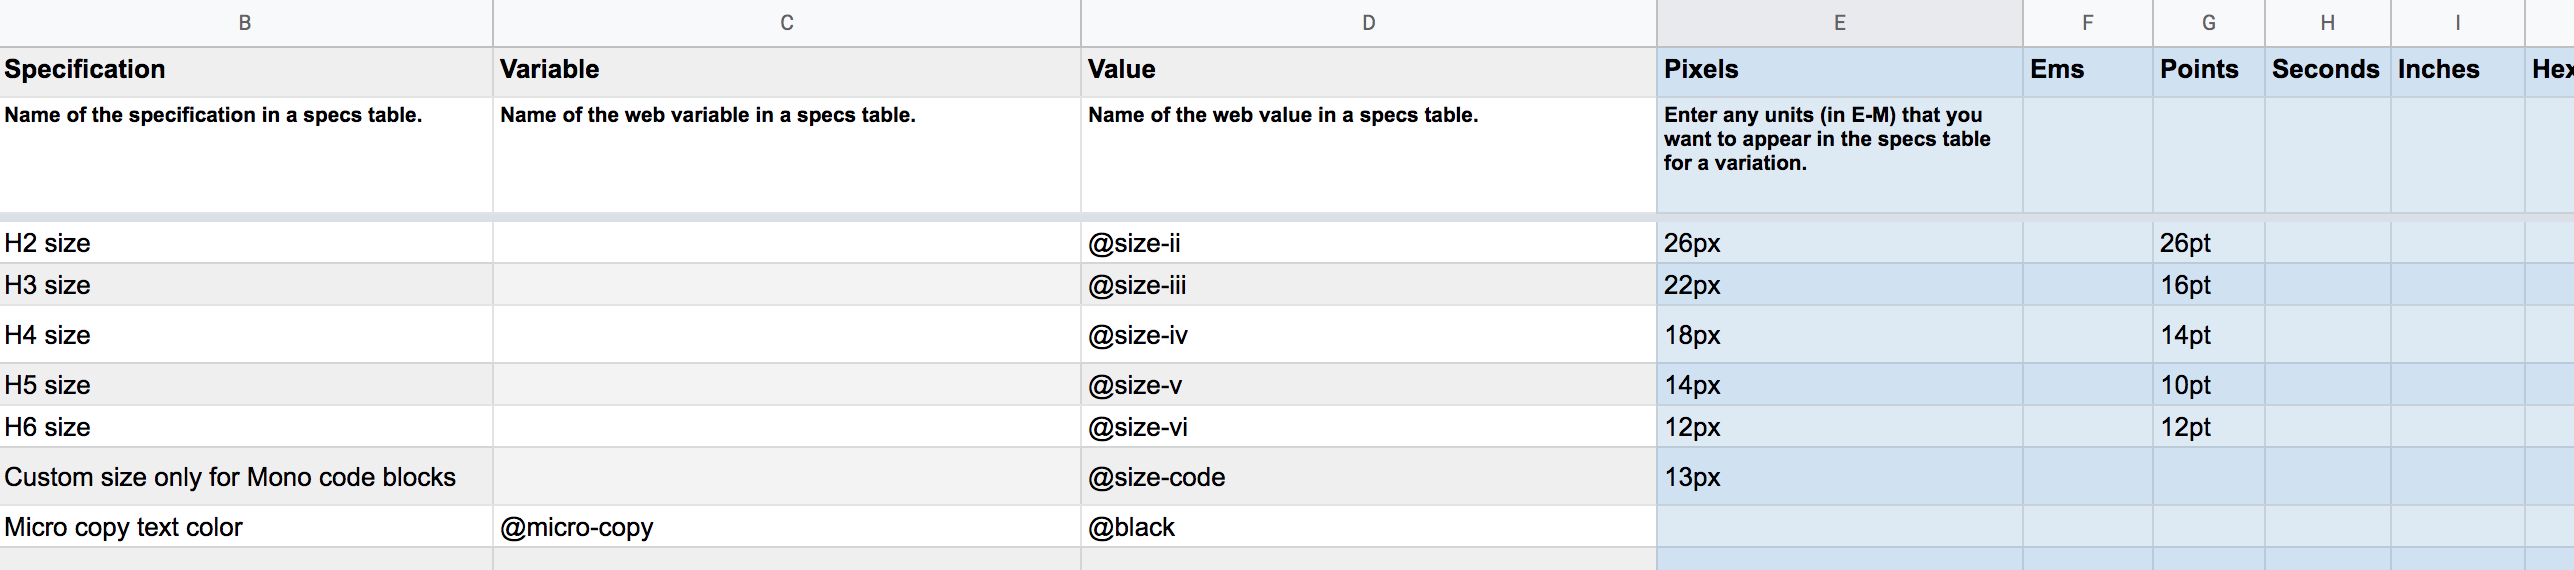 B C D E F G H I
Specification Variable Value Pixels Ems Points Seconds Inches Hex
Name of the specification in a specs table. Name of the web variable in a specs table. Name of the web value in a specs table. Enter any units (in E-M) that you
want to appear in the specs table
for a variation.
H2 size @size-ii 26px 26pt
H3 size @size-iii 22px 16pt
H4 size @size-iv 18px 14pt
H5 size @size-v 14px 10pt
H6 size @size-vi 12px 12pt
Custom size only for Mono code blocks @size-code 13px
Micro copy text color @micro-copy @black